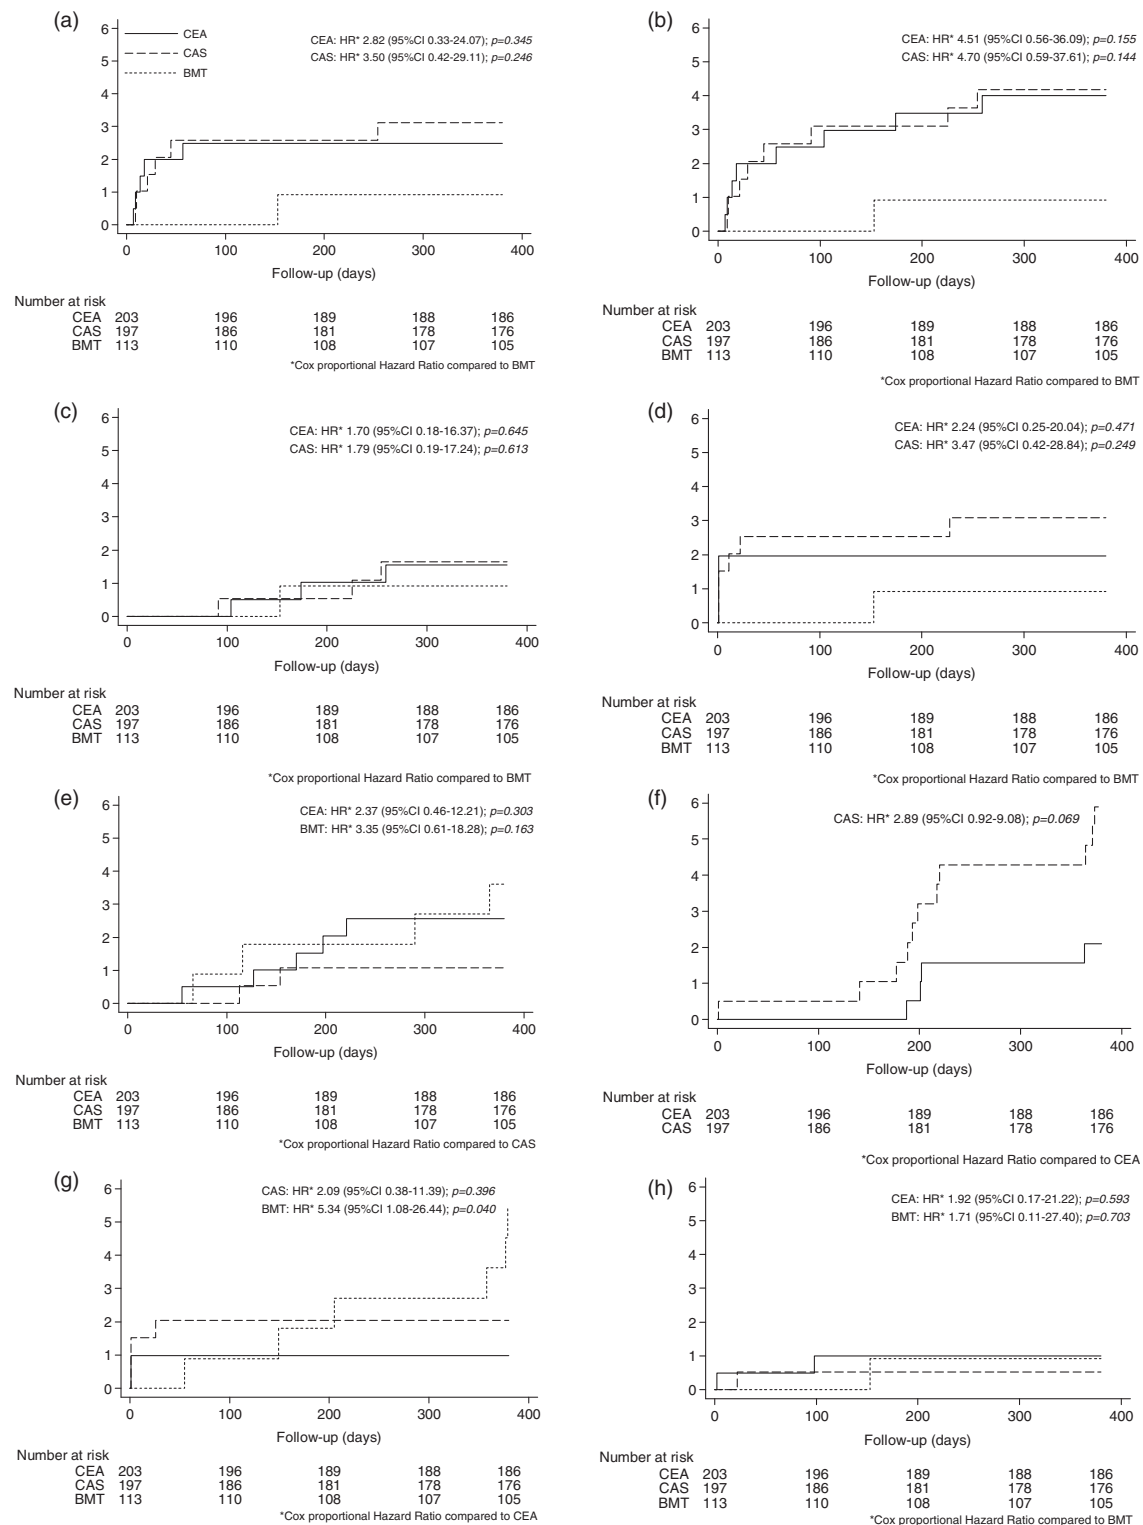 (a)
6
5
4
3
2
1
0
CEA
CAS
BMT
CEA: HR* 2.82 (95%CI 0.33-24.07); p=0.345
CAS: HR* 3.50 (95%CI 0.42-29.11); p=0.246
0 100 200 300 400
Follow-up (days)
Number at risk
CEA 203 196 189 188 186
CAS 197 186 181 178 176
BMT 113 110 108 107 105
*Cox proportional Hazard Ratio compared to BMT
(b)
6
5
4
3
2
1
0
CEA: HR* 4.51 (95%CI 0.56-36.09); p=0.155
CAS: HR* 4.70 (95%CI 0.59-37.61); p=0.144
0 100 200 300 400
Follow-up (days)
Number at risk
CEA 203 196 189 188 186
CAS 197 186 181 178 176
BMT 113 110 108 107 105
*Cox proportional Hazard Ratio compared to BMT
(c)
6
5
4
3
2
1
0
CEA: HR* 1.70 (95%CI 0.18-16.37); p=0.645
CAS: HR* 1.79 (95%CI 0.19-17.24); p=0.613
0 100 200 300 400
Follow-up (days)
Number at risk
CEA 203 196 189 188 186
CAS 197 186 181 178 176
BMT 113 110 108 107 105
*Cox proportional Hazard Ratio compared to BMT
(d)
6
5
4
3
2
1
0
CEA: HR* 2.24 (95%CI 0.25-20.04); p=0.471
CAS: HR* 3.47 (95%CI 0.42-28.84); p=0.249
0 100 200 300 400
Follow-up (days)
Number at risk
CEA 203 196 189 188 186
CAS 197 186 181 178 176
BMT 113 110 108 107 105
*Cox proportional Hazard Ratio compared to BMT
(e)
6
5
4
3
2
1
0
CEA: HR* 2.37 (95%CI 0.46-12.21); p=0.303
BMT: HR* 3.35 (95%CI 0.61-18.28); p=0.163
0 100 200 300 400
Follow-up (days)
Number at risk
CEA 203 196 189 188 186
CAS 197 186 181 178 176
BMT 113 110 108 107 105
*Cox proportional Hazard Ratio compared to CAS
(f)
6
5
4
3
2
1
0
CAS: HR* 2.89 (95%CI 0.92-9.08); p=0.069
0 100 200 300 400
Follow-up (days)
Number at risk
CEA 203 196 189 188 186
CAS 197 186 181 178 176
*Cox proportional Hazard Ratio compared to CEA
(g)
6
5
4
3
2
1
0
CAS: HR* 2.09 (95%CI 0.38-11.39); p=0.396
BMT: HR* 5.34 (95%CI 1.08-26.44); p=0.040
0 100 200 300 400
Follow-up (days)
Number at risk
CEA 203 196 189 188 186
CAS 197 186 181 178 176
BMT 113 110 108 107 105
*Cox proportional Hazard Ratio compared to CEA
(h)
6
5
4
3
2
1
0
CEA: HR* 1.92 (95%CI 0.17-21.22); p=0.593
BMT: HR* 1.71 (95%CI 0.11-27.40); p=0.703
0 100 200 300 400
Follow-up (days)
Number at risk
CEA 203 196 189 188 186
CAS 197 186 181 178 176
BMT 113 110 108 107 105
*Cox proportional Hazard Ratio compared to BMT